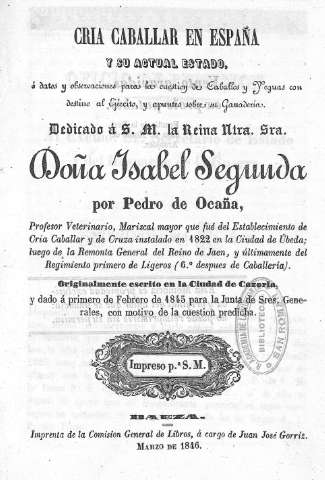 CRIA CABALLAR EN ESPAÑA
Y SU ACTUAL ESTADO,
ó datos y observaciones para las cuestion de Caballos y Yeguas con
destino al Ejército, y apuntes sobre su Ganaderia.
Dedicado á S. M. la Reina Ntra. Sra.
Doña Isabel Segunda
por Pedro de Ocaña,
Profesor Veterinario, Mariscal mayor que fué del Establecimiento de
Cria Caballar y de Cruza instalado en 1822 en la Ciudad de Úbeda;
luego de la Remonta General del Reino de Jaen, y últimamente del
Regimiento primero de Ligeros (6.º despues de Caballería).
Originalmente escrito en la Ciudad de Cazorla,
y dado á primero de Febrero de 1845 para la Junta de Sres. Gene-
rales, con motivo de la cuestion predicha.
Impreso p.ª S. M.
BIBLIOTECA
BAEZA.
Imprenta de la Comision General de Libros, á cargo de Juan José Gorriz.
MARZO DE 1846.